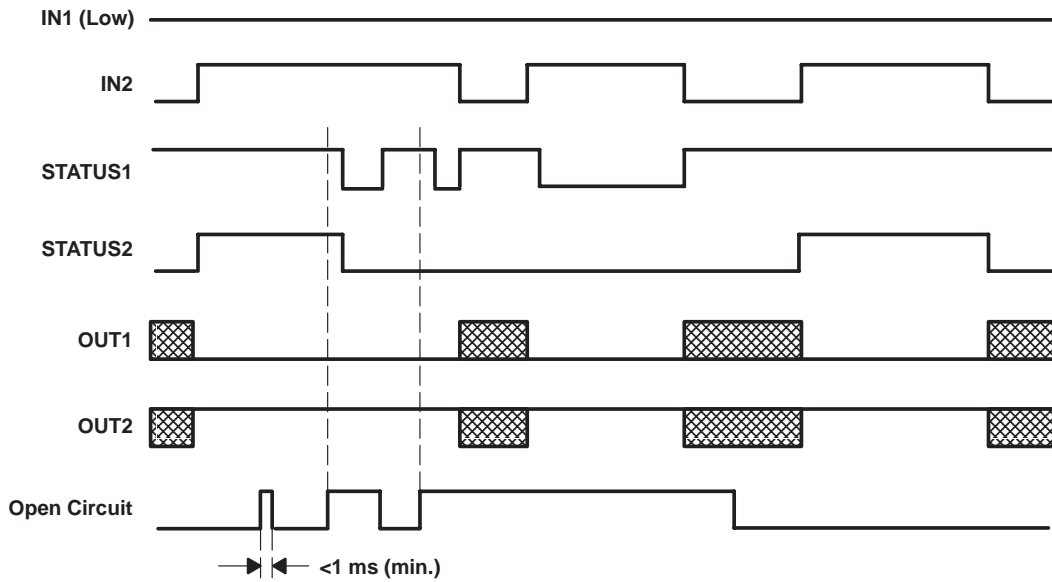 IN1 (Low)
IN2
STATUS1
STATUS2
OUT1
OUT2
Open Circuit
<1 ms (min.)